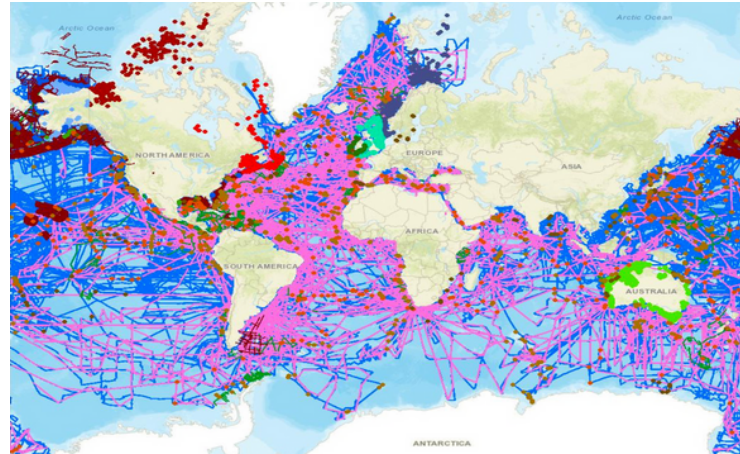 Arctic Ocean
Arctic Ocean
NORTH AMERICA
EUROPE
ASIA
AFRICA
SOUTH AMERICA
AUSTRALIA
ANTARCTICA